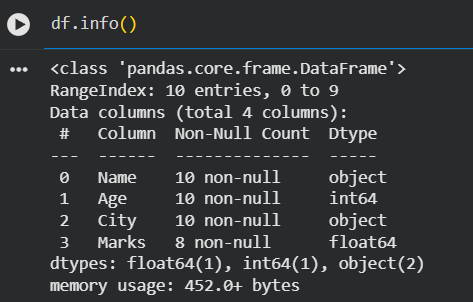 df.info()
<class 'pandas.core.frame.DataFrame'>
RangeIndex: 10 entries, 0 to 9
Data columns (total 4 columns):
 #   Column  Non-Null Count  Dtype
---  ------  --------------  -----
 0   Name    10 non-null     object
 1   Age     10 non-null     int64
 2   City    10 non-null     object
 3   Marks   8 non-null      float64
dtypes: float64(1), int64(1), object(2)
memory usage: 452.0+ bytes